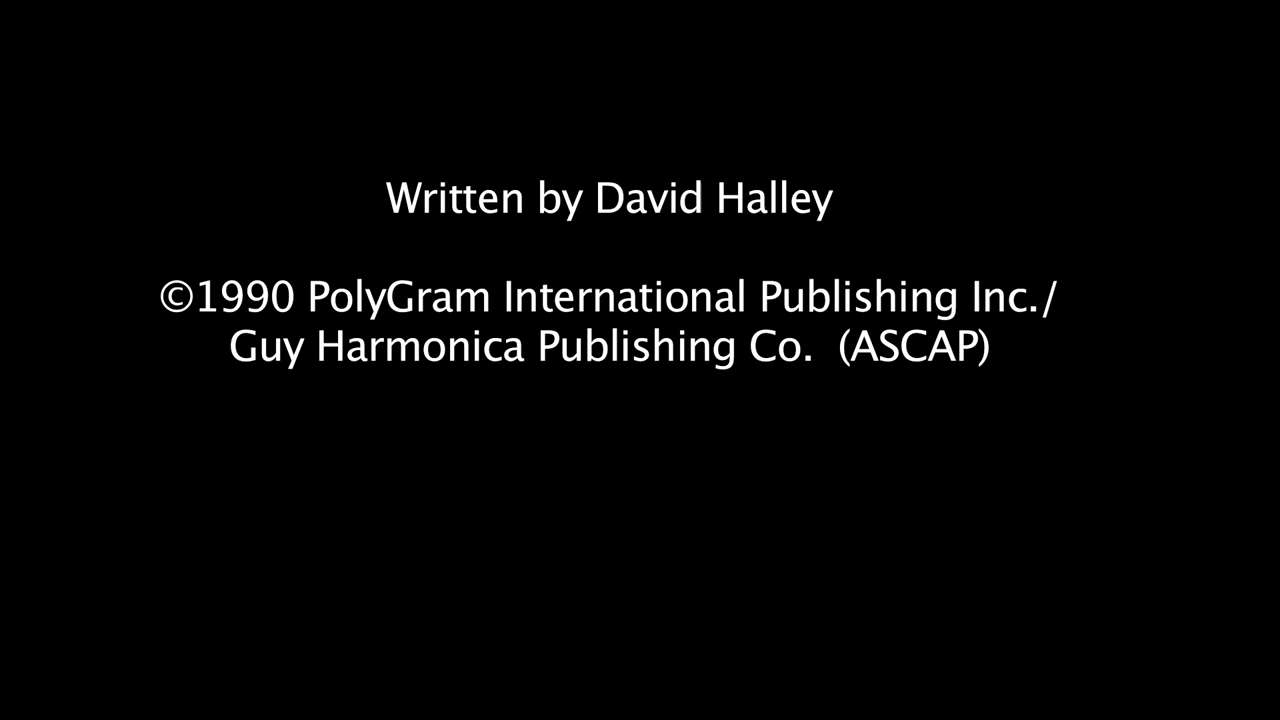 Written by David Halley
©1990 PolyGram International Publishing Inc./
Guy Harmonica Publishing Co.  (ASCAP)